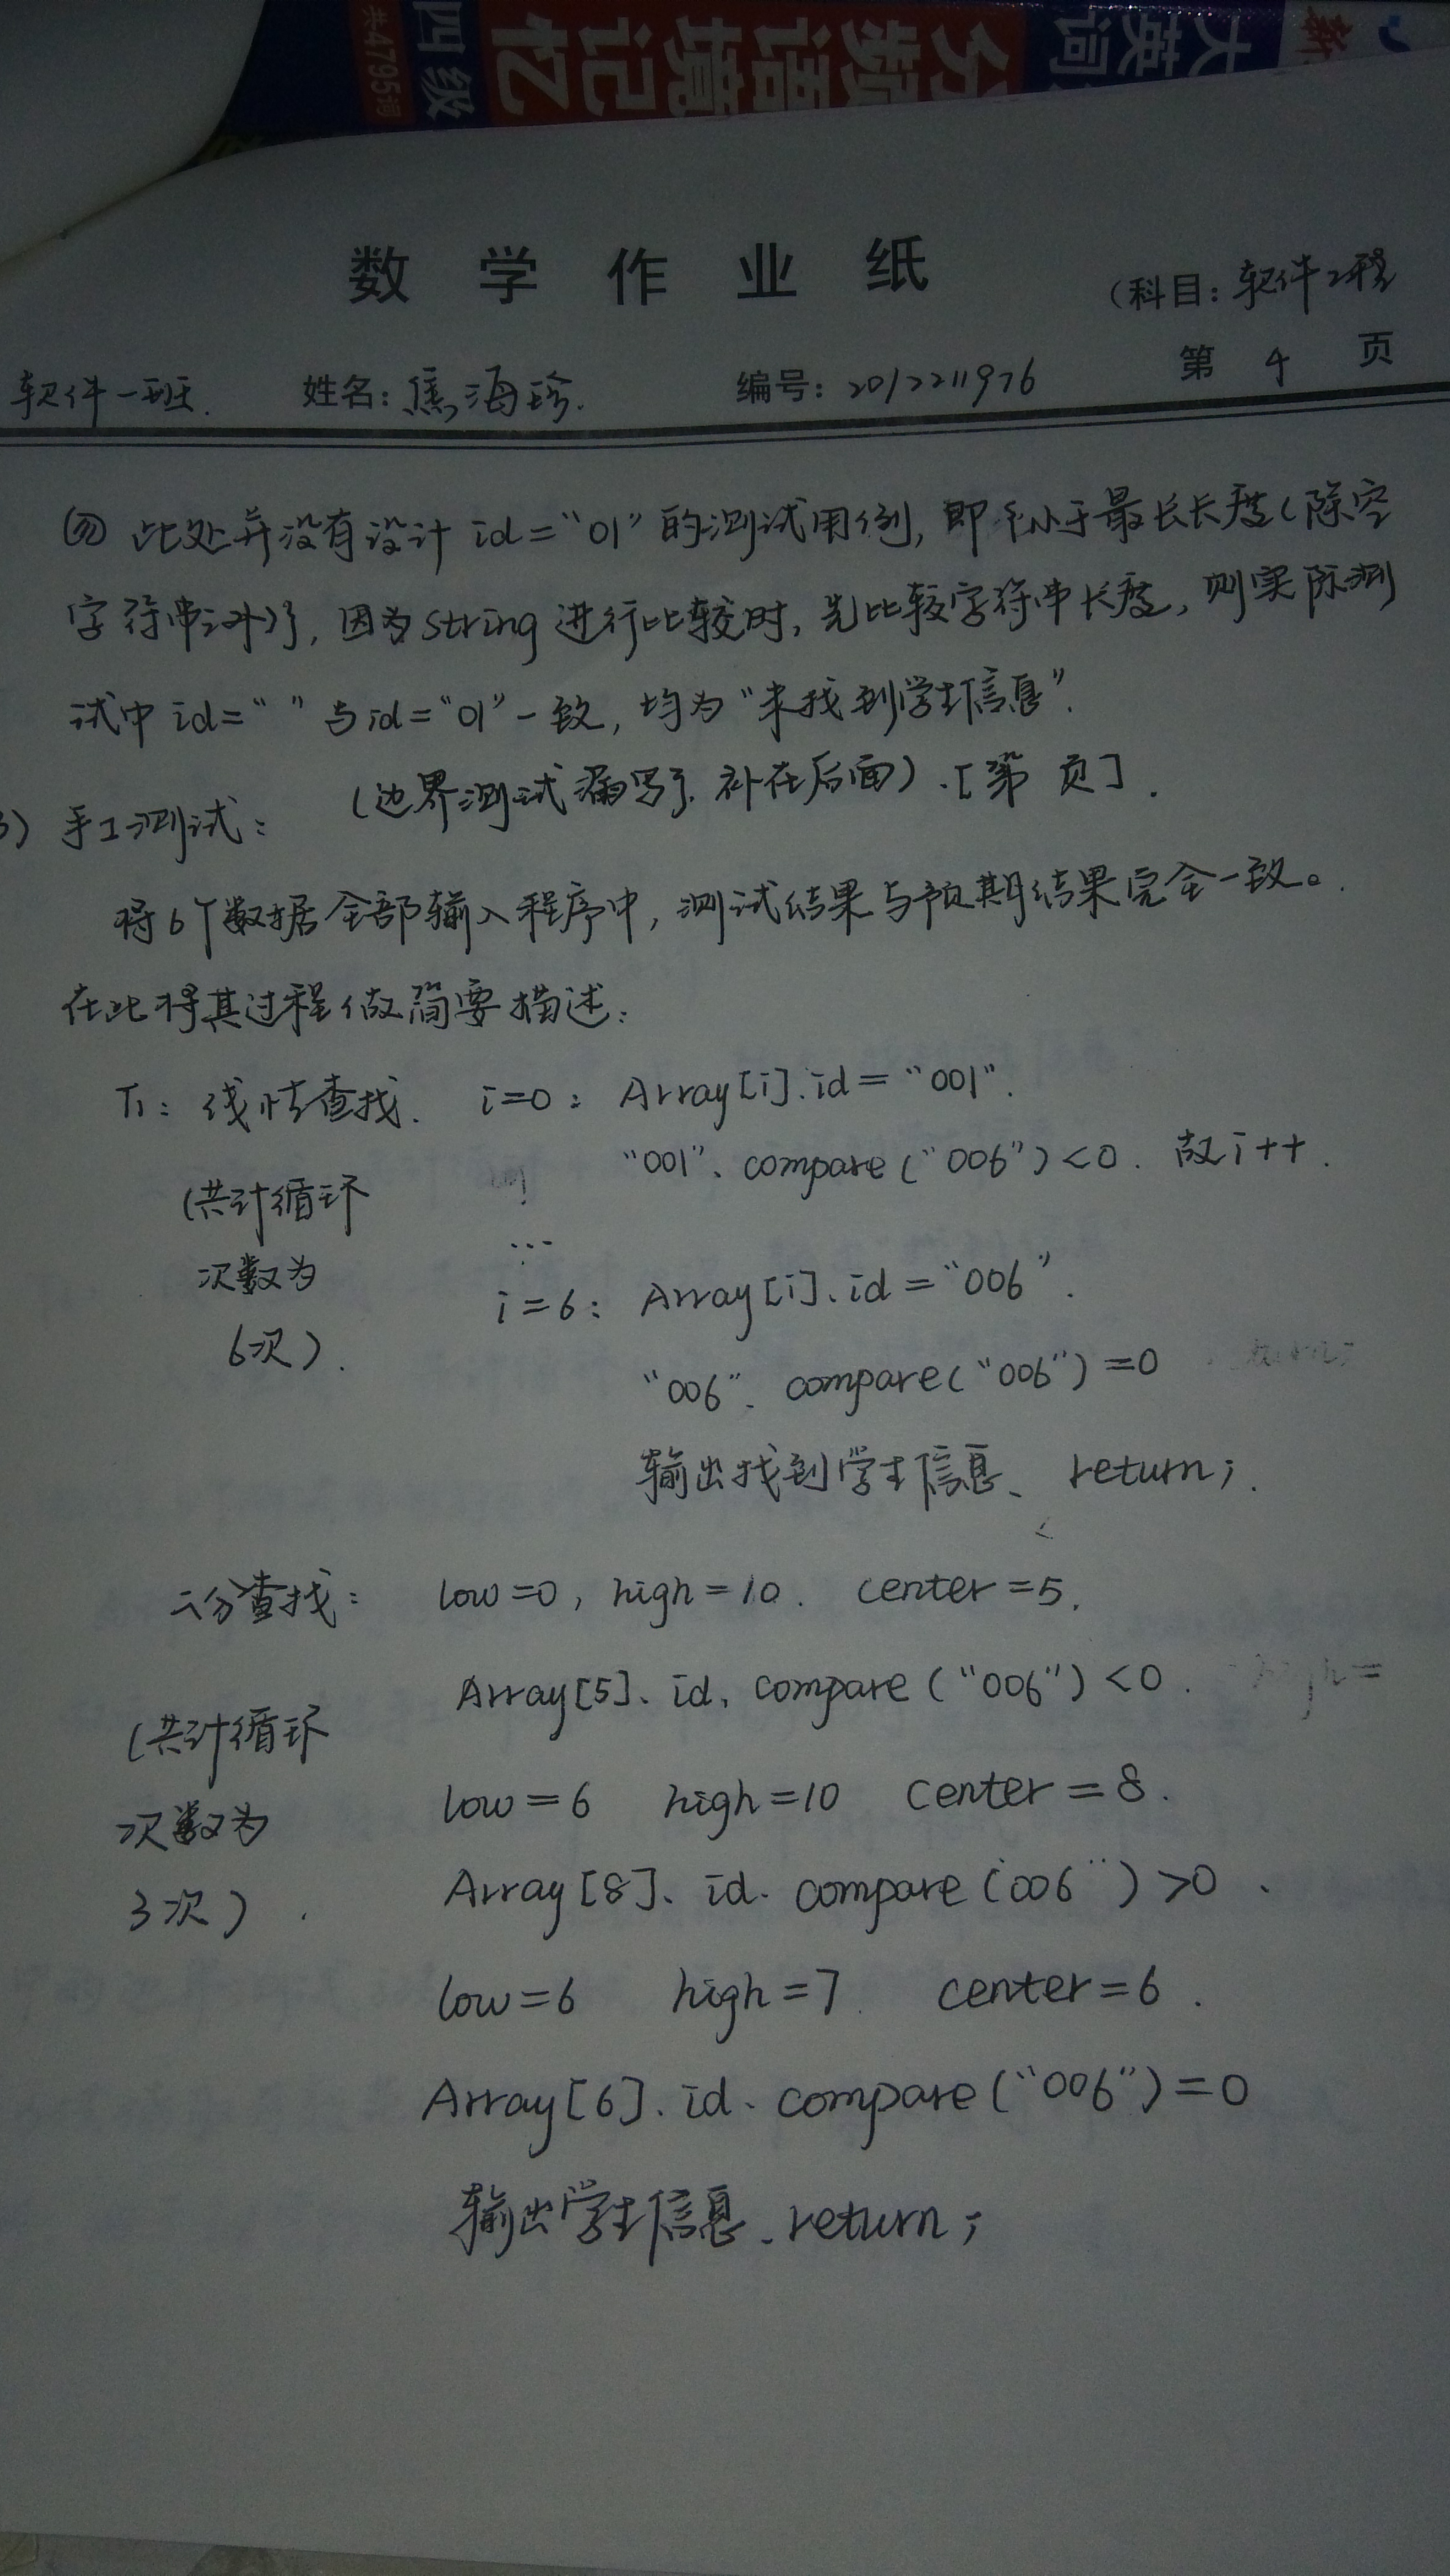 大英词
分频语境记忆
四级
共4795词
数学作业纸
(科目: 软件工程
软件一班. 姓名: 焦海珍. 编号: 2012211976 第 4 页
④ 此处并没有设计 id="01" 的测试用例, 即小于最长长度(除空
字符串以外), 因为string进行比较时, 先比较字符串长度, 则实际测
试中 id=" " 与 id="01" 一致, 均为 "未找到学生信息".
(边界测试漏写了, 补在后面). [第 页].
3) 手工测试:
将6个数据全部输入程序中, 测试结果与预期结果完全一致。
在此将其过程做简要描述:
T1: 线性查找. i=0: Array[i].id="001".
"001".compare("006")<0. 故i++.
(共计循环
次数为
6次).
...
i=6: Array[i].id="006".
"006".compare("006")=0
输出找到学生信息、return;.
二分查找: low=0, high=10. center=5.
Array[5].id.compare("006")<0.
(共计循环
次数为
3次).
low=6 high=10 center=8.
Array[8].id.compare("006")>0.
low=6 high=7. center=6.
Array[6].id.compare("006")=0
输出学生信息、return;